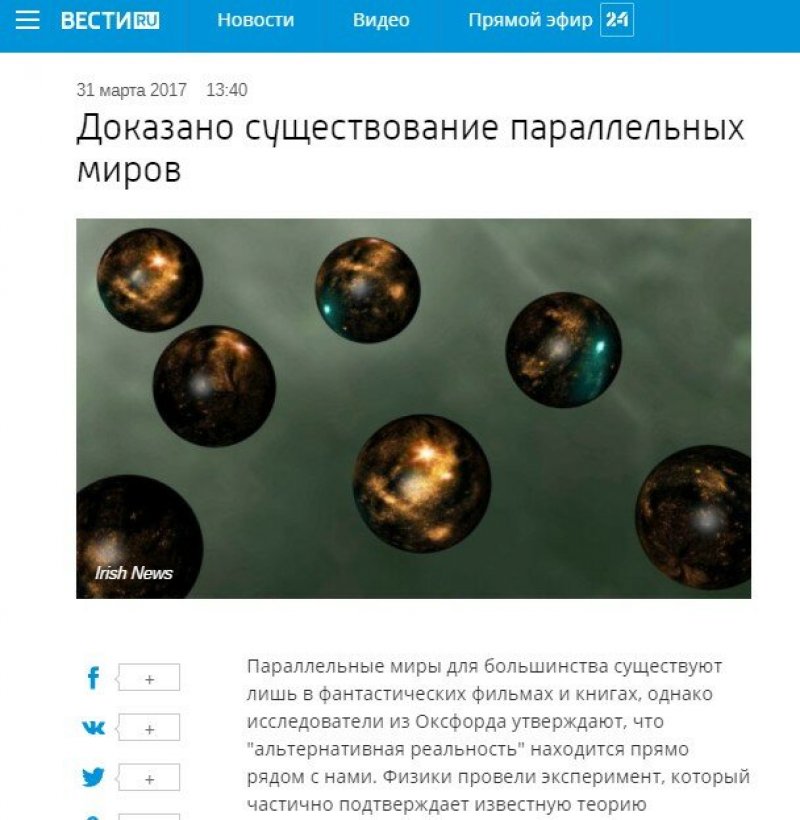 ВЕСТИ RU Новости Видео Прямой эфир 24
31 марта 2017 13:40
Доказано существование параллельных
миров
Irish News
Параллельные миры для большинства существуют
лишь в фантастических фильмах и книгах, однако
исследователи из Оксфорда утверждают, что
"альтернативная реальность" находится прямо
рядом с нами. Физики провели эксперимент, который
частично подтверждает известную теорию
f +
+
+